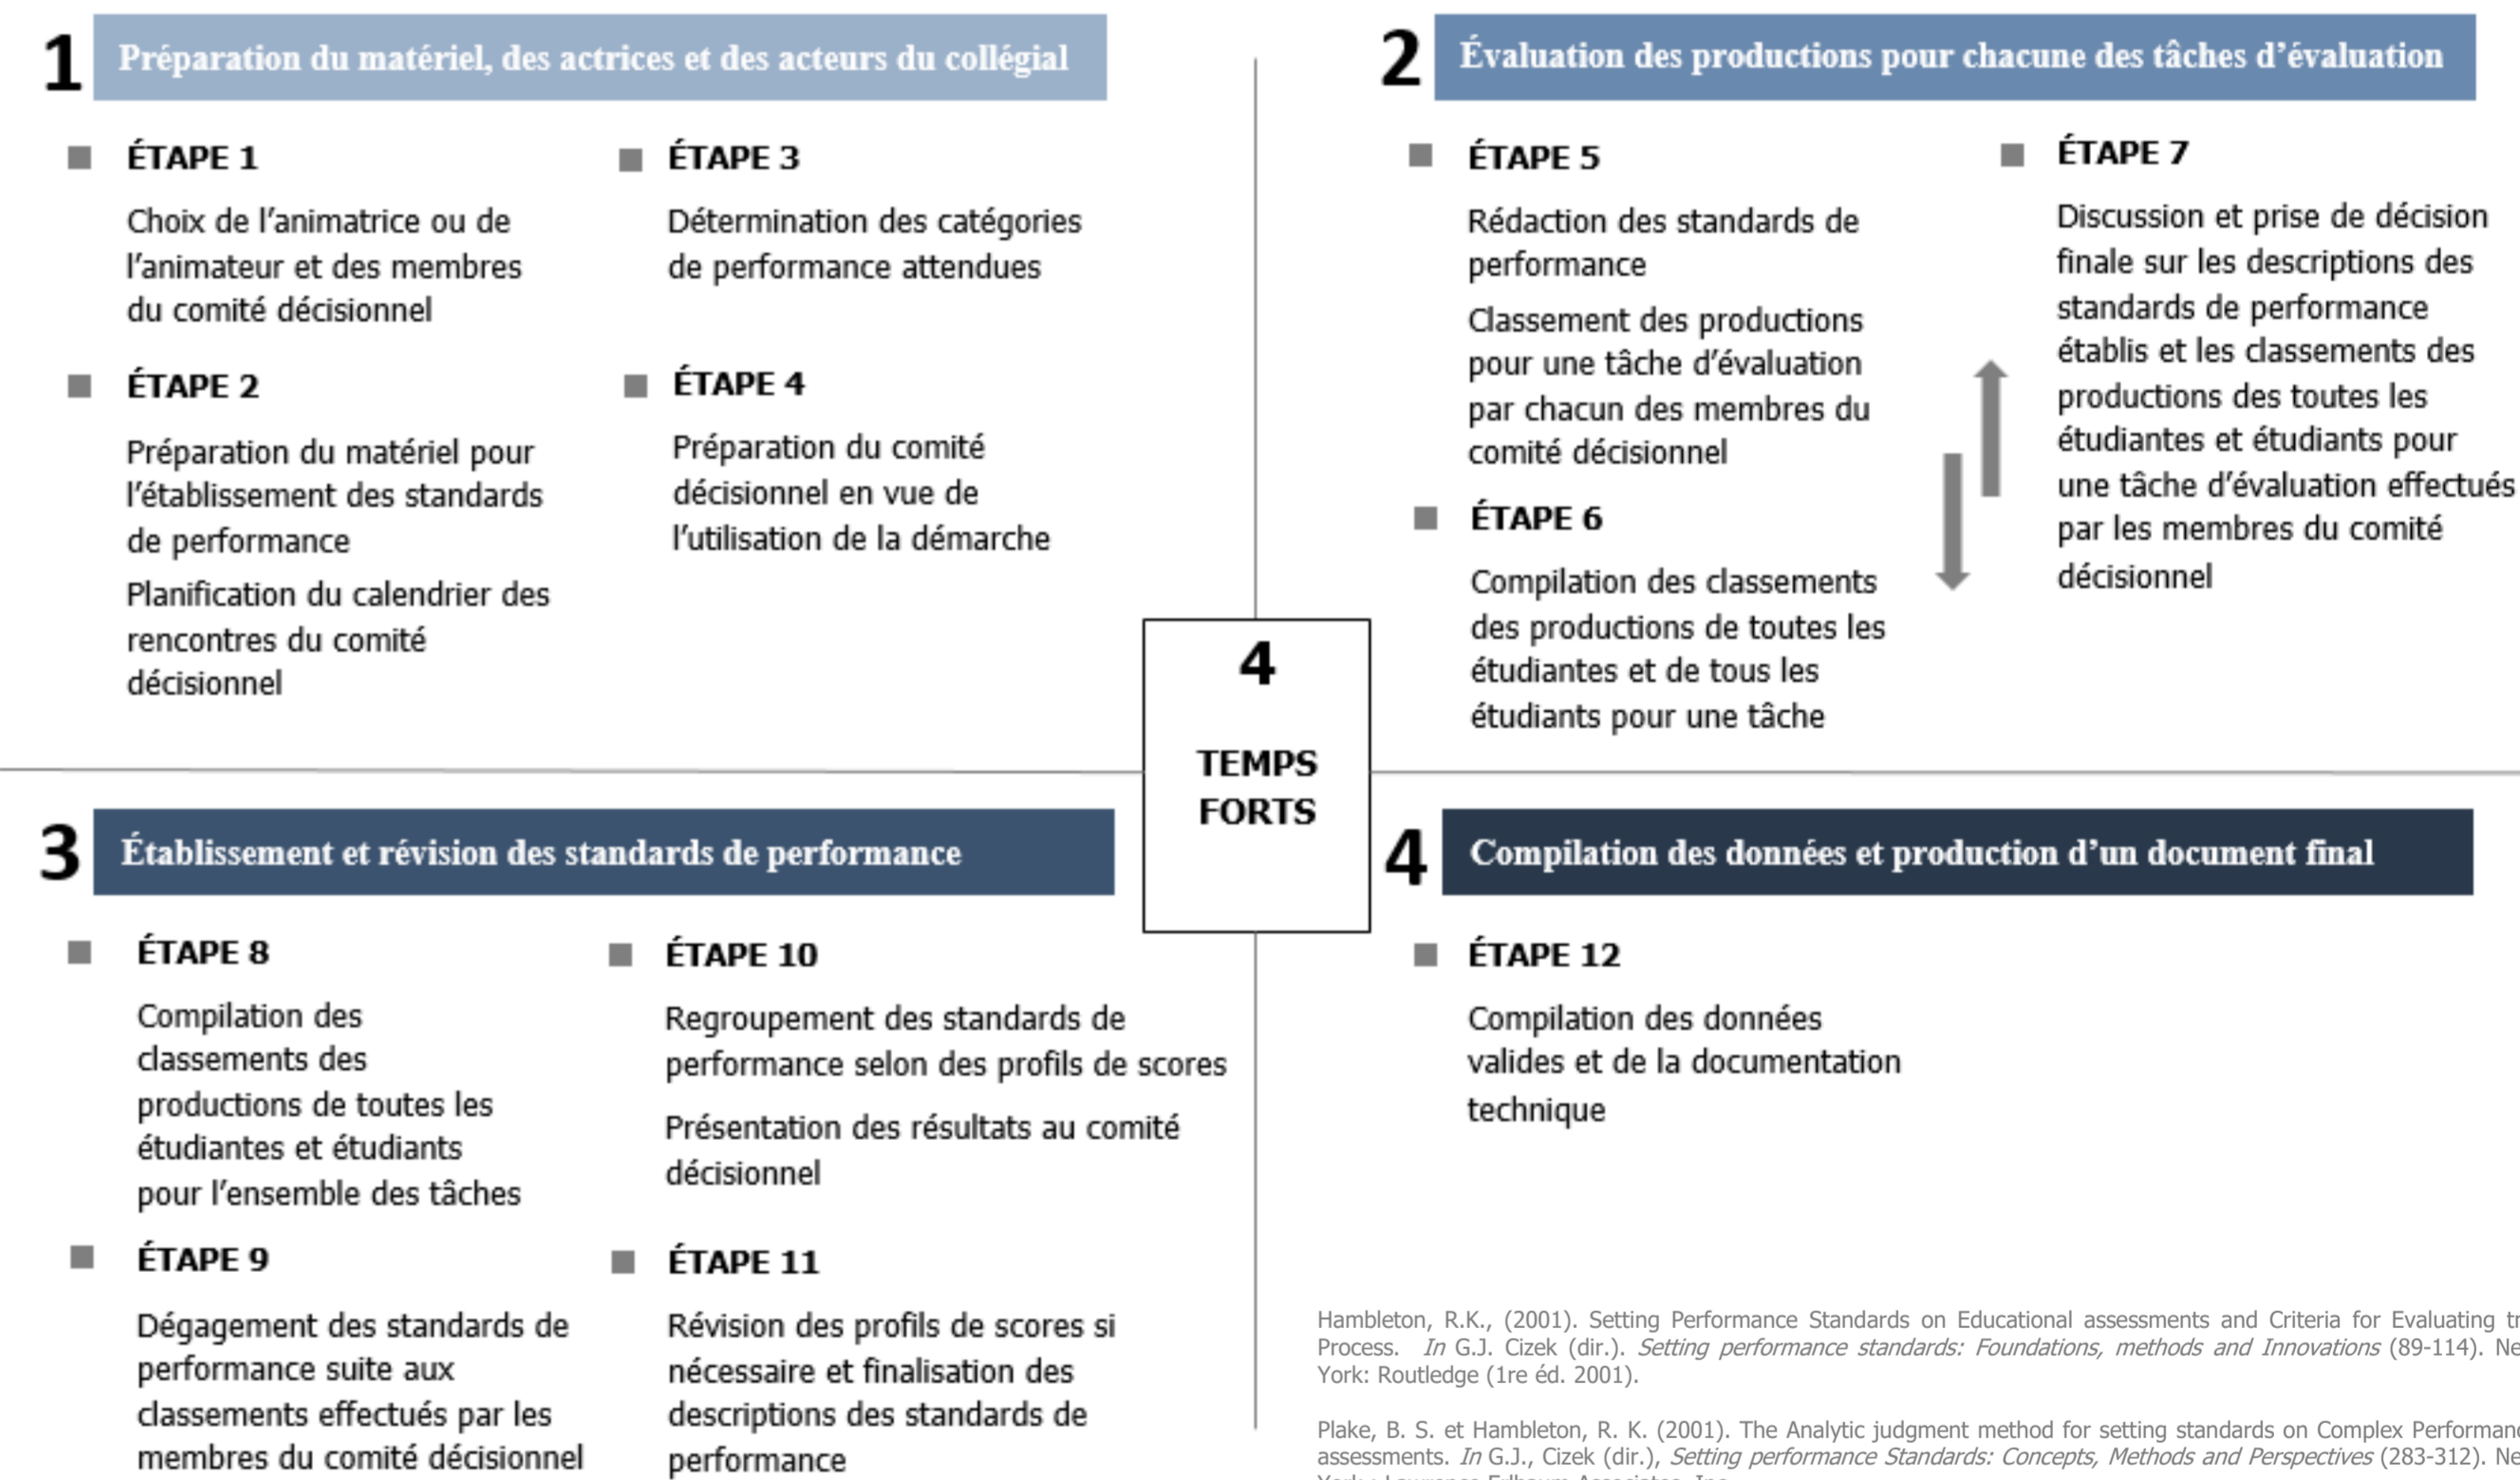 1
Préparation du matériel, des actrices et des acteurs du collégial
ÉTAPE 1
Choix de l'animatrice ou de
l'animateur et des membres
du comité décisionnel
ÉTAPE 2
Préparation du matériel pour
l'établissement des standards
de performance
Planification du calendrier des
rencontres du comité
décisionnel
ÉTAPE 3
Détermination des catégories
de performance attendues
ÉTAPE 4
Préparation du comité
décisionnel en vue de
l'utilisation de la démarche
2
Évaluation des productions pour chacune des tâches d'évaluation
ÉTAPE 5
Rédaction des standards de
performance
Classement des productions
pour une tâche d'évaluation
par chacun des membres du
comité décisionnel
ÉTAPE 6
Compilation des classements
des productions de toutes les
étudiantes et de tous les
étudiants pour une tâche
ÉTAPE 7
Discussion et prise de décision
finale sur les descriptions des
standards de performance
établis et les classements des
productions des toutes les
étudiantes et étudiants pour
une tâche d'évaluation effectués
par les membres du comité
décisionnel
4
TEMPS
FORTS
3
Établissement et révision des standards de performance
ÉTAPE 8
Compilation des
classements des
productions de toutes les
étudiantes et étudiants
pour l'ensemble des tâches
ÉTAPE 9
Dégagement des standards de
performance suite aux
classements effectués par les
membres du comité décisionnel
ÉTAPE 10
Regroupement des standards de
performance selon des profils de scores
Présentation des résultats au comité
décisionnel
ÉTAPE 11
Révision des profils de scores si
nécessaire et finalisation des
descriptions des standards de
performance
4
Compilation des données et production d'un document final
ÉTAPE 12
Compilation des données
valides et de la documentation
technique
Hambleton, R.K., (2001). Setting Performance Standards on Educational assessments and Criteria for Evaluating
Process. In G.J. Cizek (dir.). Setting performance standards: Foundations, methods and Innovations (89-114).
York: Routledge (1re éd. 2001).
Plake, B. S. et Hambleton, R. K. (2001). The Analytic judgment method for setting standards on Complex
assessments. In G.J., Cizek (dir.), Setting performance Standards: Concepts, Methods and Perspectives (283-312).